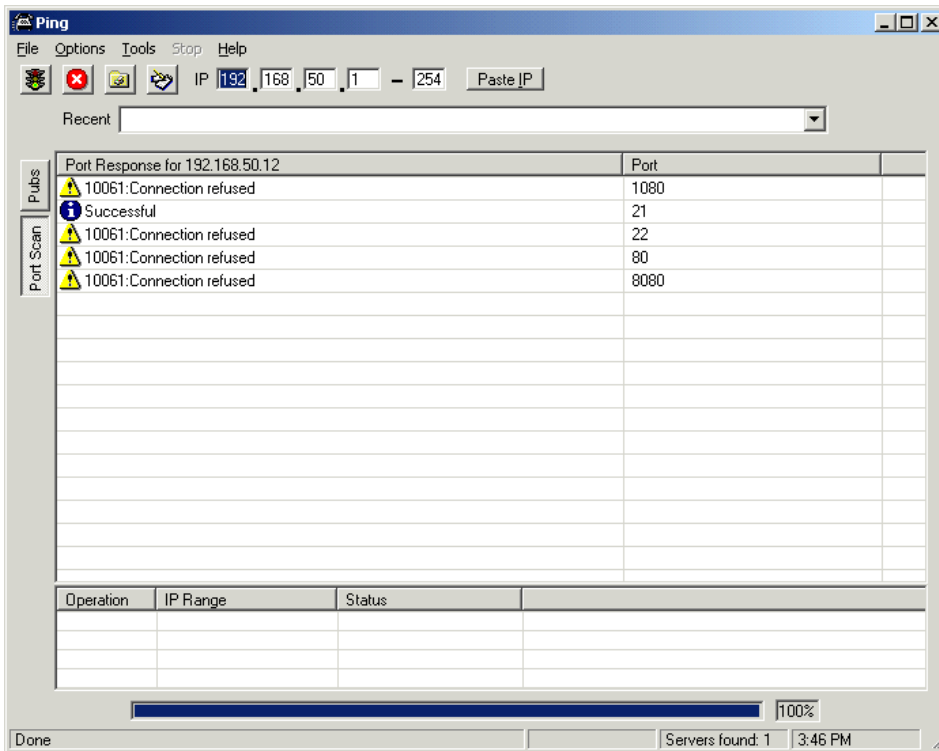 Ping
File Options Tools Stop Help
IP 192 . 168 . 50 . 1 – 254 Paste IP
Recent
Pubs
Port Scan
Port Response for 192.168.50.12 Port
10061:Connection refused 1080
Successful 21
10061:Connection refused 22
10061:Connection refused 80
10061:Connection refused 8080
Operation IP Range Status
100%
Done Servers found: 1 3:46 PM